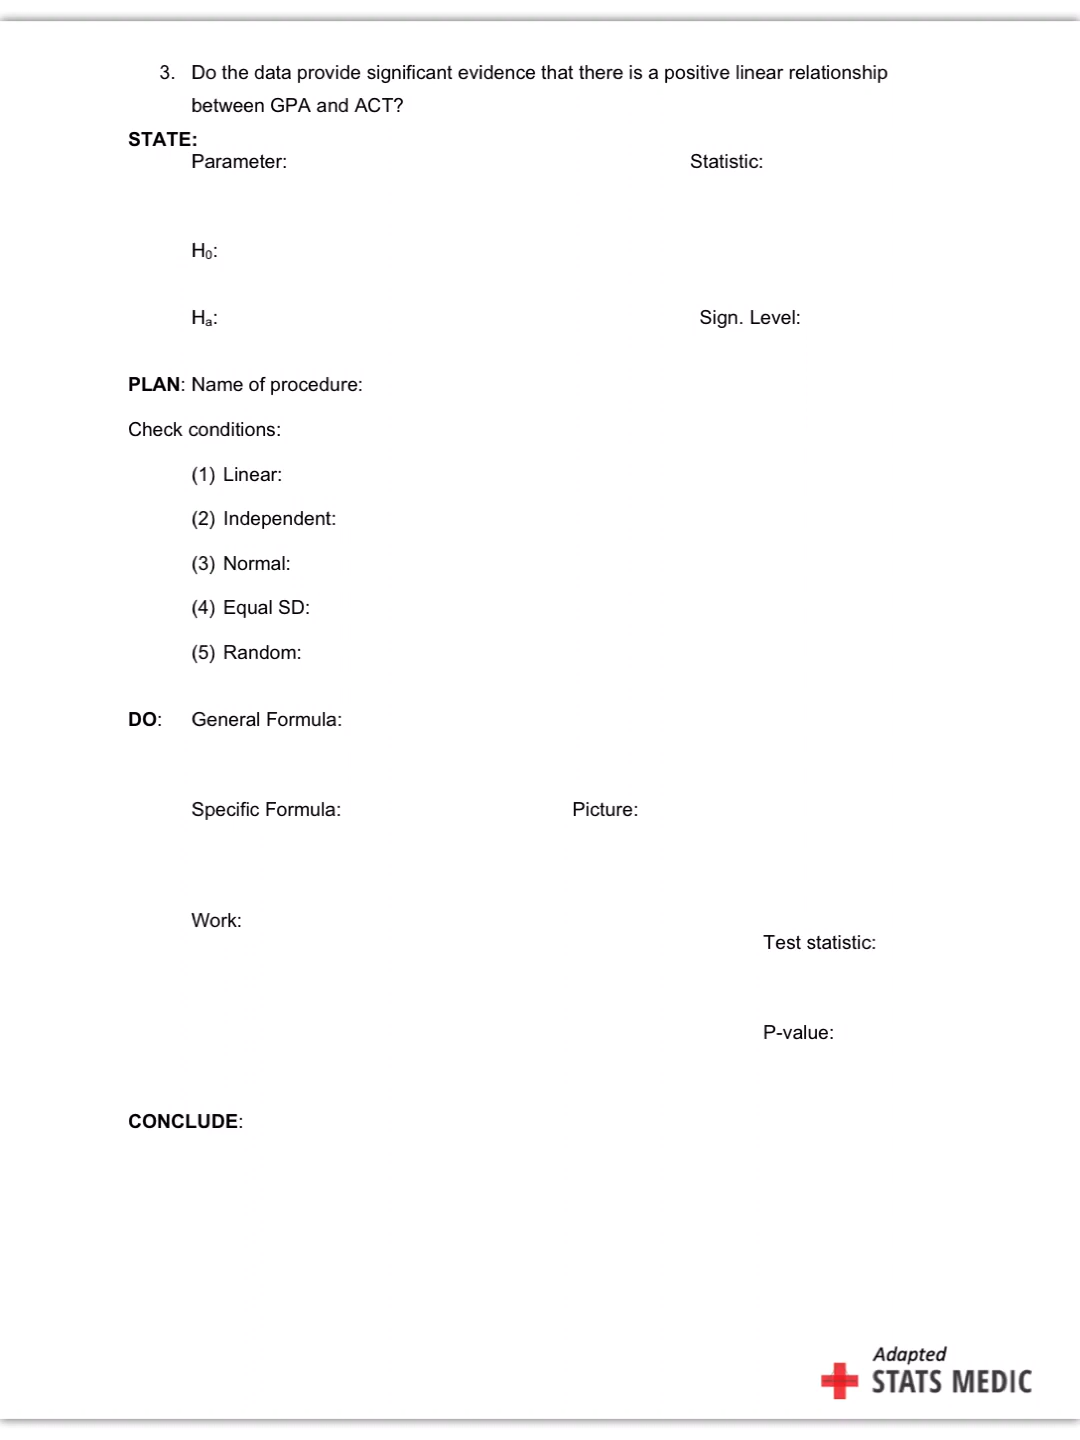 3. Do the data provide significant evidence that there is a positive linear relationship
between GPA and ACT?
STATE:
Parameter: Statistic:
H₀:
Hₐ: Sign. Level:
PLAN: Name of procedure:
Check conditions:
(1) Linear:
(2) Independent:
(3) Normal:
(4) Equal SD:
(5) Random:
DO: General Formula:
Specific Formula: Picture:
Work:
Test statistic:
P-value:
CONCLUDE:
Adapted
STATS MEDIC